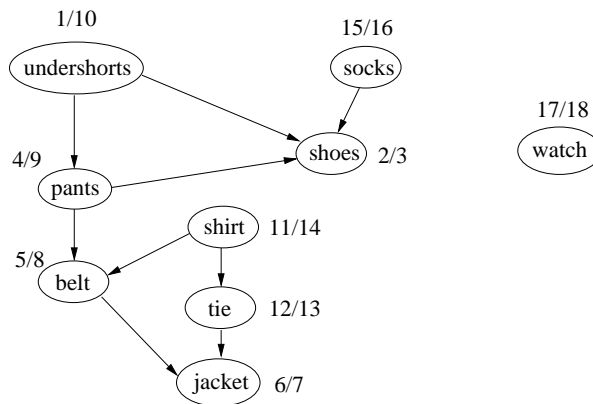 1/10
15/16
undershorts
socks
17/18
shoes
2/3
watch
4/9
pants
shirt
11/14
5/8
belt
tie
12/13
jacket
6/7